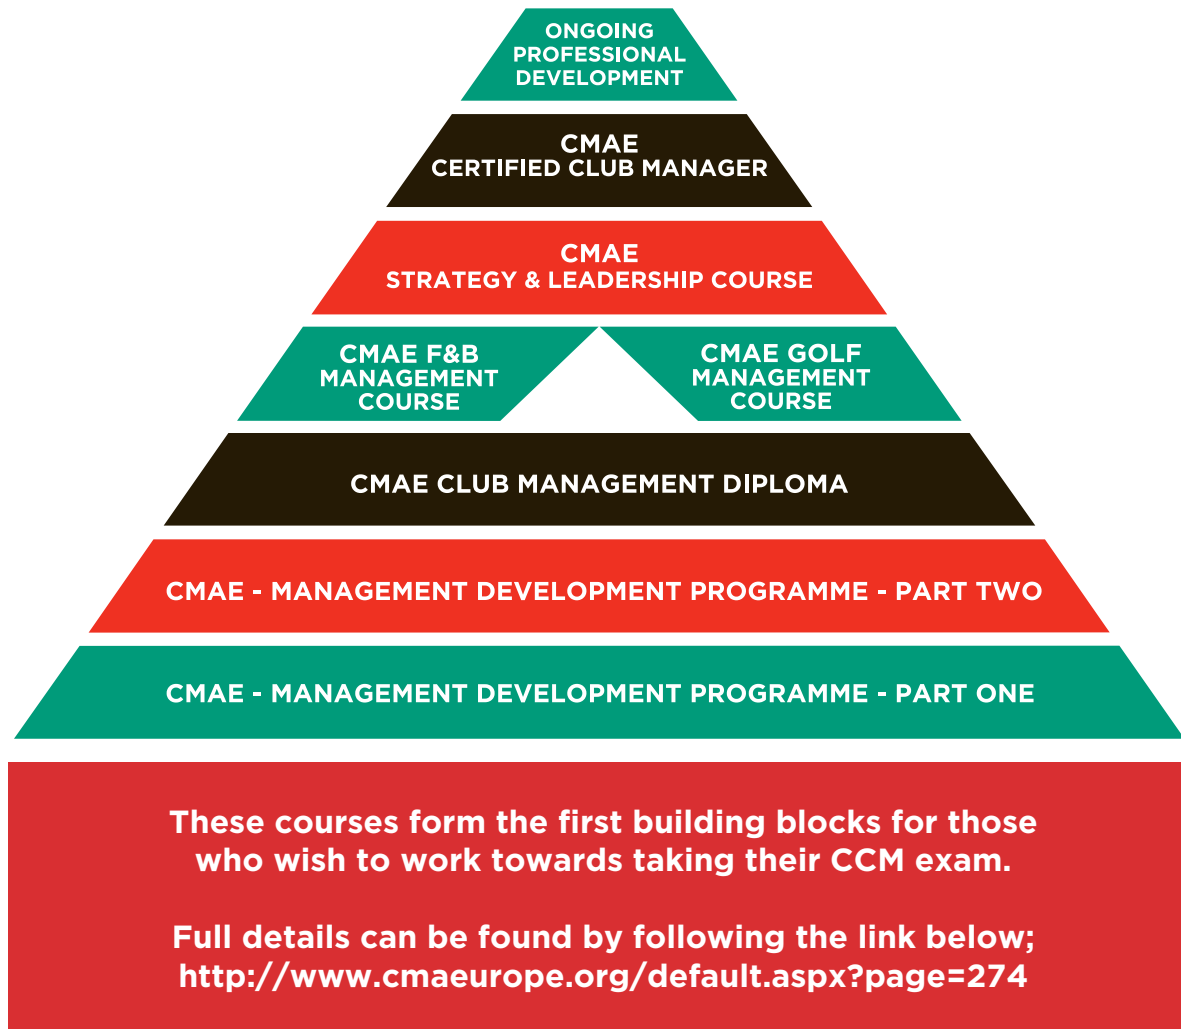 ONGOING
PROFESSIONAL
DEVELOPMENT
CMAE
CERTIFIED CLUB MANAGER
CMAE
STRATEGY & LEADERSHIP COURSE
CMAE F&B
MANAGEMENT
COURSE
CMAE GOLF
MANAGEMENT
COURSE
CMAE CLUB MANAGEMENT DIPLOMA
CMAE - MANAGEMENT DEVELOPMENT PROGRAMME - PART TWO
CMAE - MANAGEMENT DEVELOPMENT PROGRAMME - PART ONE
These courses form the first building blocks for those
who wish to work towards taking their CCM exam.
Full details can be found by following the link below;
http://www.cmaeurope.org/default.aspx?page=274